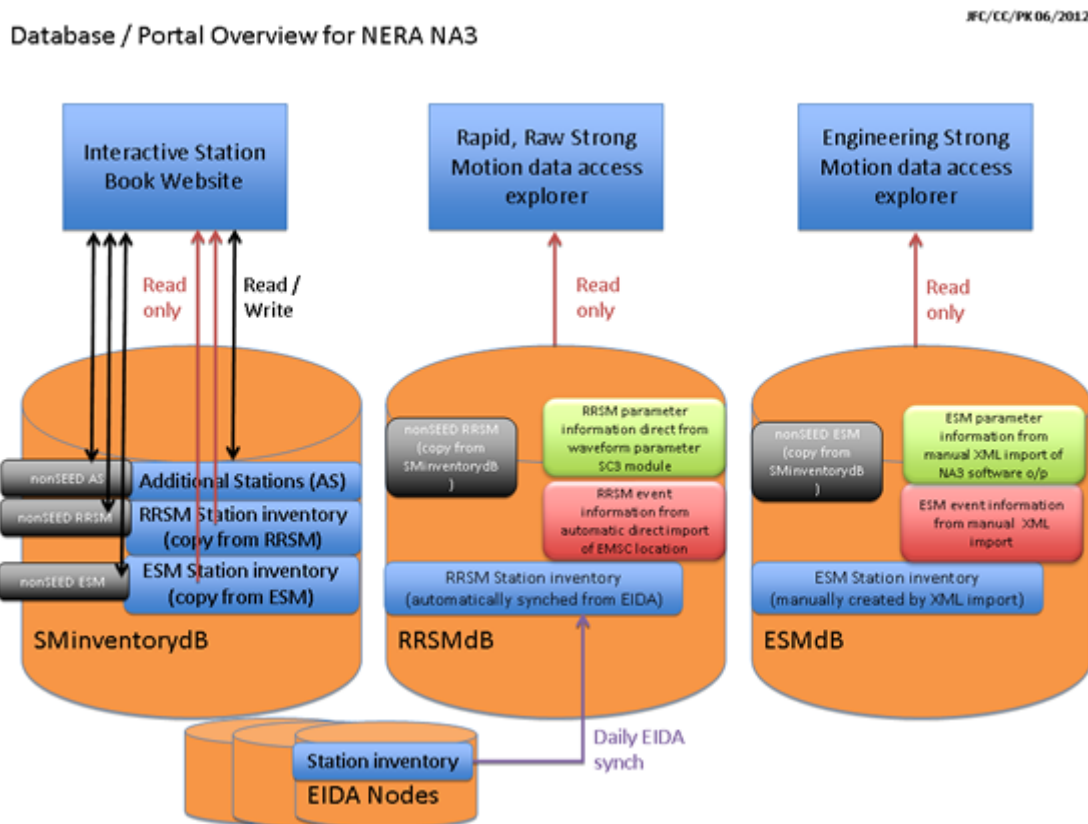 JFC/CC/PK 06/2012
Database / Portal Overview for NERA NA3
Interactive Station
Book Website
Rapid, Raw Strong
Motion data access
explorer
Engineering Strong
Motion data access
explorer
Read
only
Read /
Write
Read
only
Read
only
nonSEED AS
Additional Stations (AS)
nonSEED RRSM
RRSM Station inventory
(copy from RRSM)
nonSEED ESM
ESM Station inventory
(copy from ESM)
SMinventorydB
nonSEED RRSM
(copy from
SMinventorydB
)
RRSM parameter
information direct from
waveform parameter
SC3 module
RRSM event
information from
automatic direct import
of EMSC location
RRSM Station inventory
(automatically synched from EIDA)
RRSMdB
nonSEED ESM
(copy from
SMinventorydB
)
ESM parameter
information from
manual XML import of
NA3 software o/p
ESM event information
from manual XML
import
ESM Station inventory
(manually created by XML import)
ESMdB
Daily EIDA
synch
Station inventory
EIDA Nodes